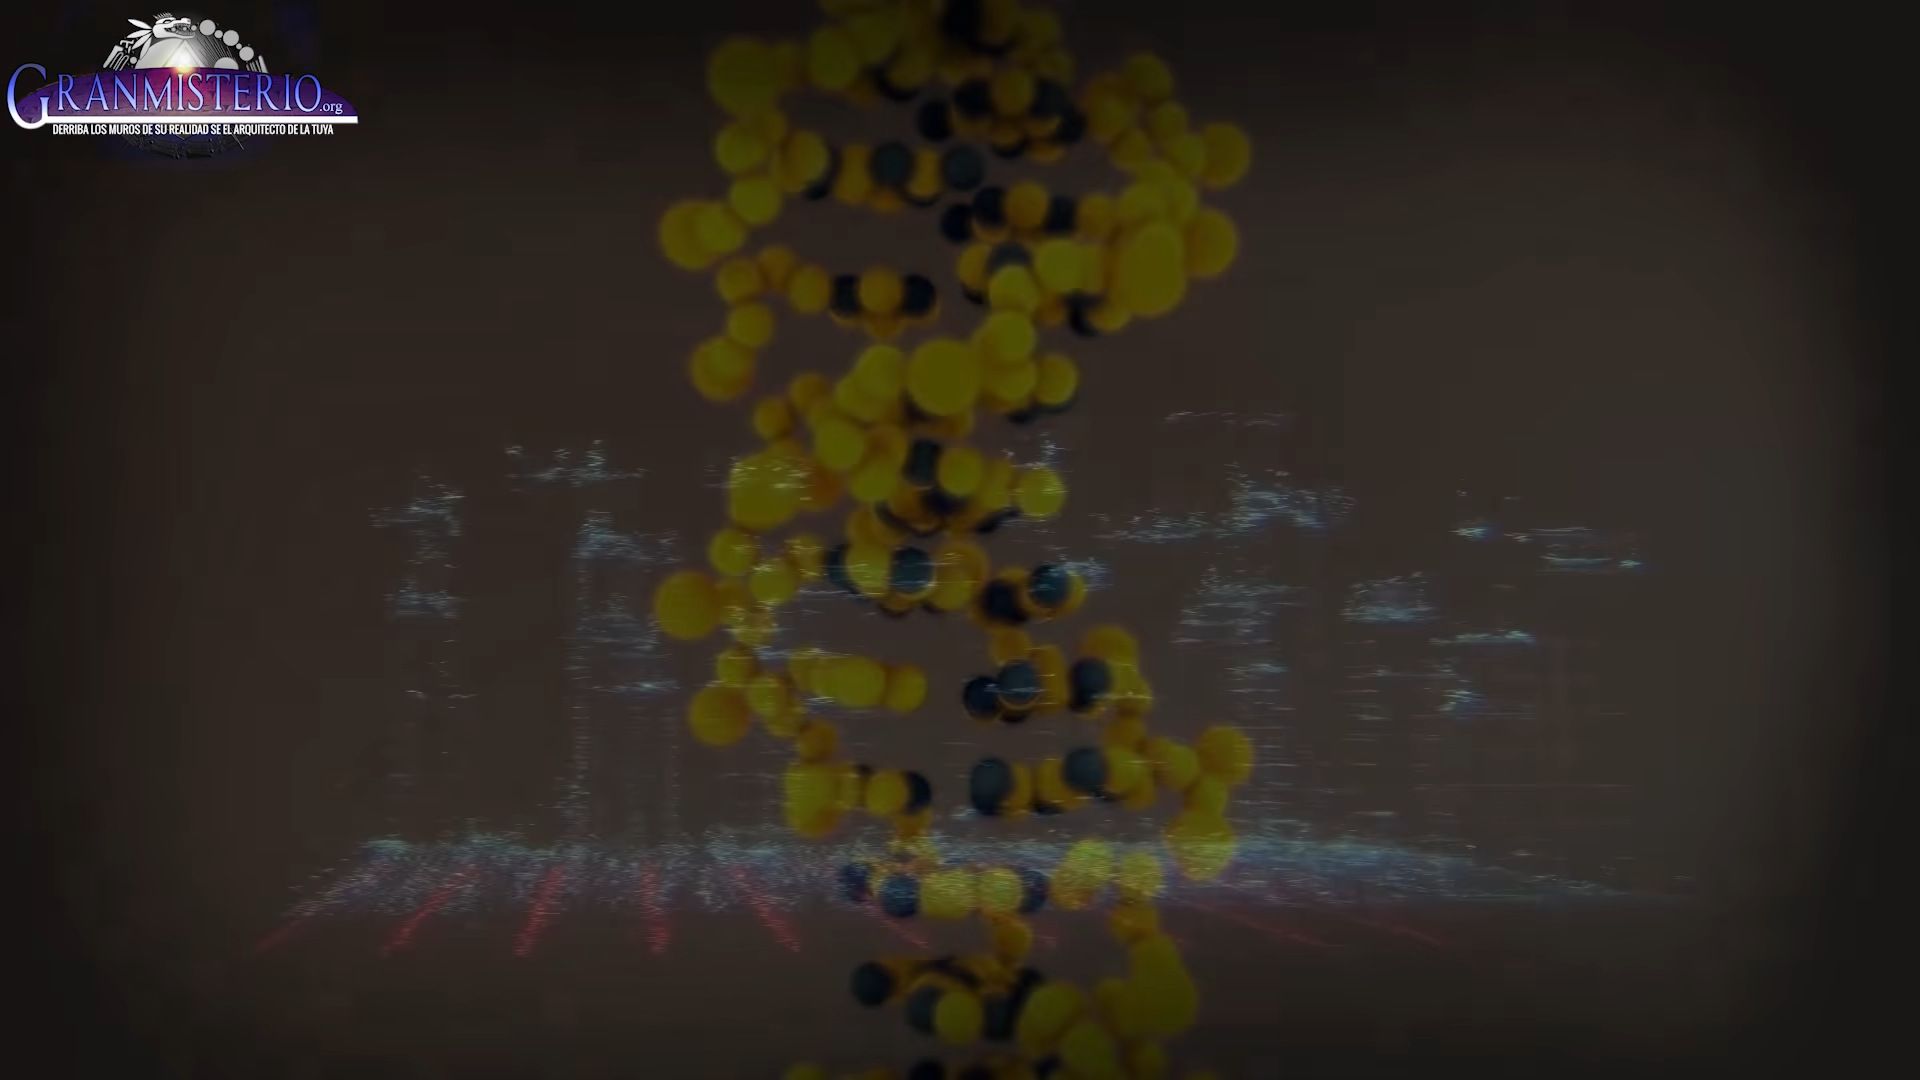 GRANMISTERIO.org
DERRIBA LOS MUROS DE SU REALIDAD SE EL ARQUITECTO DE LA TUYA